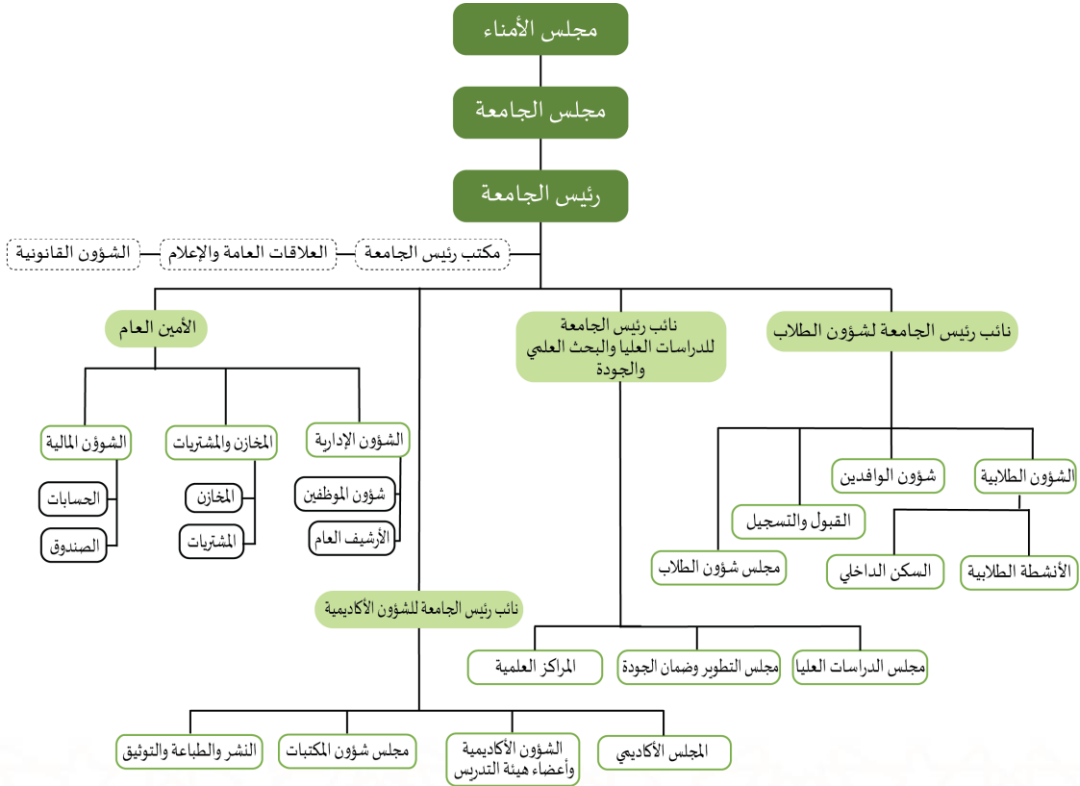 مجلس الأمناء
مجلس الجامعة
رئيس الجامعة
مكتب رئيس الجامعة
العلاقات العامة والإعلام
الشؤون القانونية
نائب رئيس الجامعة لشؤون الطلاب
نائب رئيس الجامعة
للدراسات العليا والبحث العلمي
والجودة
الأمين العام
الشؤون الطلابية
شؤون الوافدين
القبول والتسجيل
مجلس شؤون الطلاب
الأنشطة الطلابية
السكن الداخلي
الشؤون الإدارية
المخازن والمشتريات
الشوؤن المالية
شؤون الموظفين
الأرشيف العام
المخازن
المشتريات
الحسابات
الصندوق
نائب رئيس الجامعة للشؤون الأكاديمية
مجلس الدراسات العليا
مجلس التطوير وضمان الجودة
المراكز العلمية
المجلس الأكاديمي
الشؤون الأكاديمية
وأعضاء هيئة التدريس
مجلس شؤون المكتبات
النشر والطباعة والتوثيق